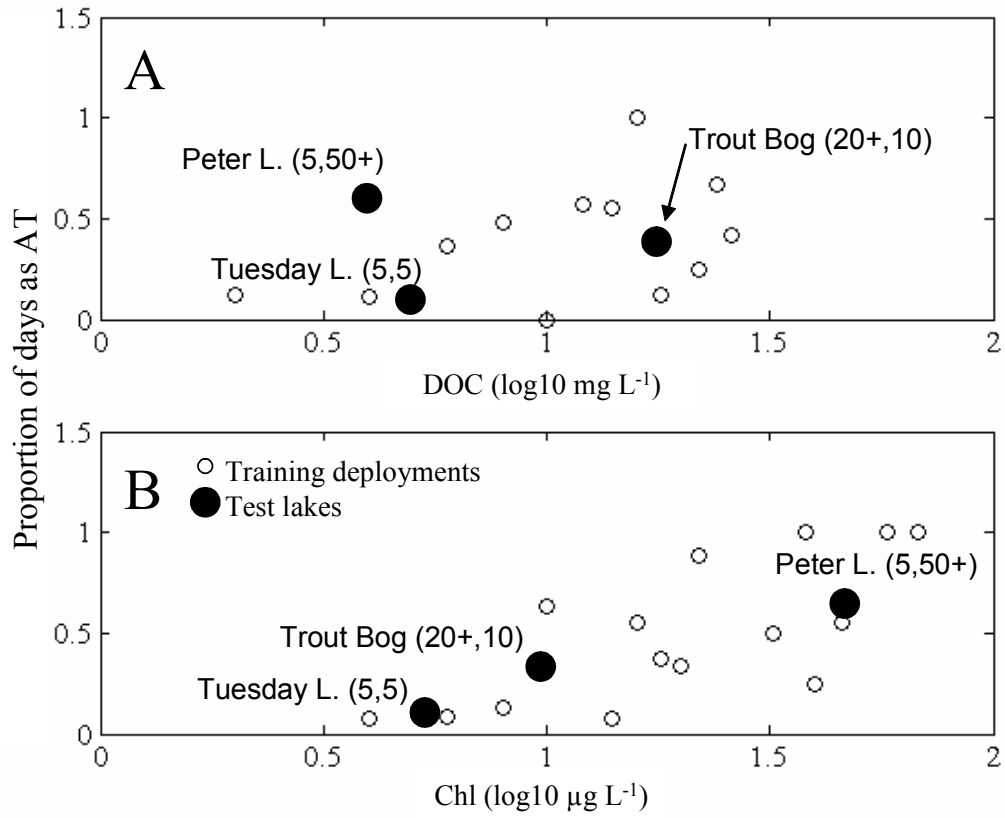 Proportion of days as AT
1.5
A
Peter L. (5,50+)
Trout Bog (20+,10)
1
0.5
Tuesday L. (5,5)
0
0
0.5
1
1.5
2
DOC (log10 mg L-1)
1.5
B
Training deployments
Test lakes
1
Peter L. (5,50+)
0.5
Trout Bog (20+,10)
Tuesday L. (5,5)
0
0
0.5
1
1.5
2
Chl (log10 µg L-1)